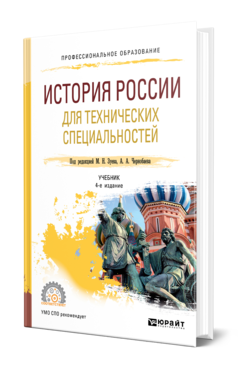 ПРОФЕССИОНАЛЬНОЕ ОБРАЗОВАНИЕ
ИСТОРИЯ РОССИИ
ДЛЯ ТЕХНИЧЕСКИХ
СПЕЦИАЛЬНОСТЕЙ
Под редакцией М. Н. Зуева, А. А. Чернобаева
УЧЕБНИК
4-е издание
УМО СПО рекомендует
юрайт